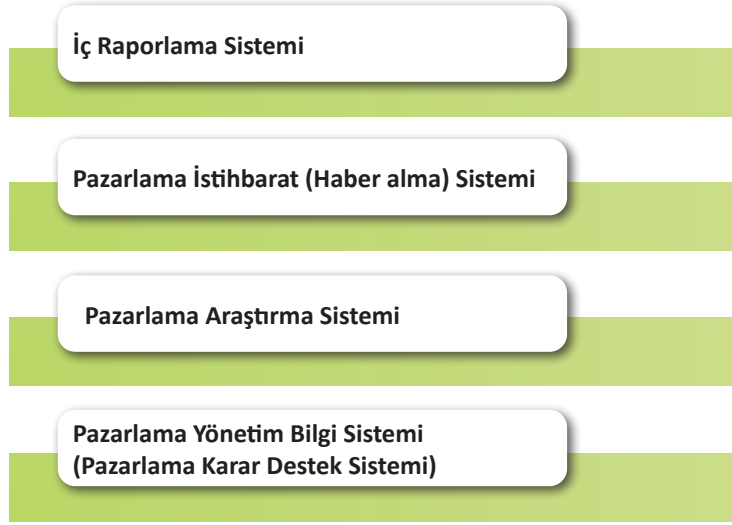 İç Raporlama Sistemi
Pazarlama İstihbarat (Haber alma) Sistemi
Pazarlama Araştırma Sistemi
Pazarlama Yönetim Bilgi Sistemi
(Pazarlama Karar Destek Sistemi)